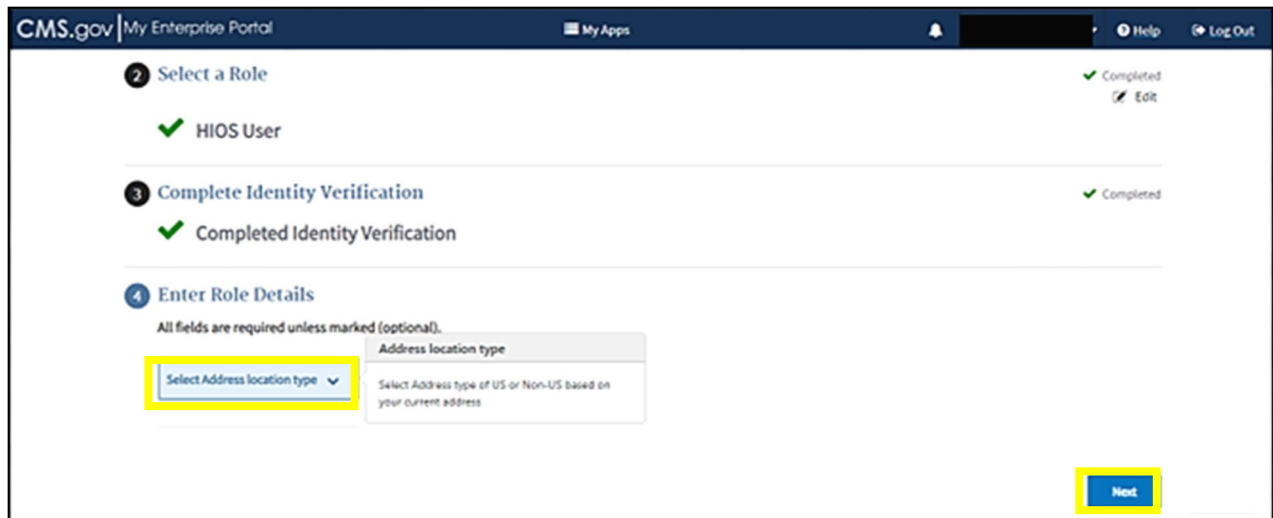 CMS.gov My Enterprise Portal My Apps Help Log Out
2 Select a Role Completed
Edit
HIOS User
3 Complete Identity Verification Completed
Completed Identity Verification
4 Enter Role Details
All fields are required unless marked (optional).
Address location type
Select Address location type
Select Address type of US or Non-US based on
your current address
Next